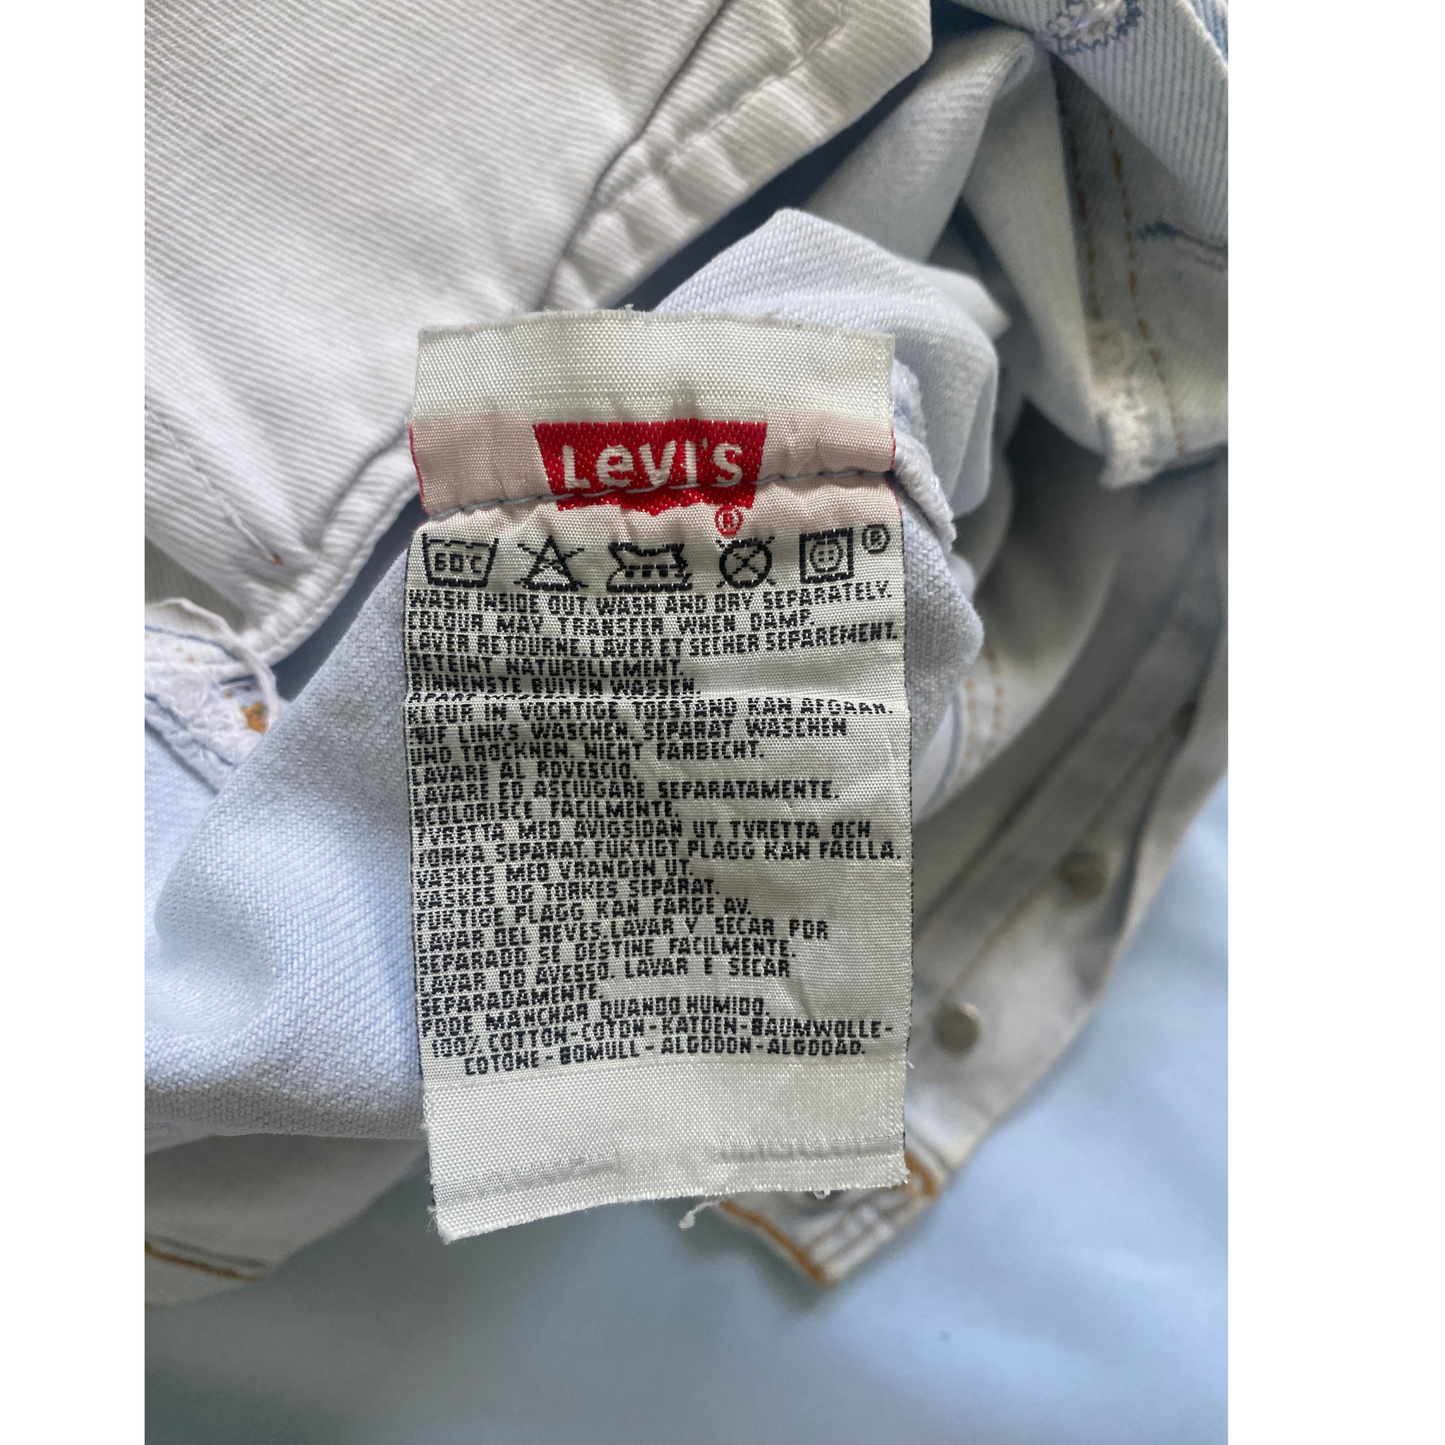 Levi's
®
60°C ®
WASH INSIDE OUT. WASH AND DRY SEPARATELY.
COLOUR MAY TRANSFER WHEN DAMP.
LAVER RETOURNE. LAVER ET SECHER SEPAREMENT.
DETEINT NATURELLEMENT.
BUITEN WASSEN.
KLEUR IN VOCHTIGE TOESTAND KAN AFGAAN.
AUF LINKS WASCHEN. SEPARAT WASCHEN
UND TROCKNEN. NICHT FARBECHT.
LAVARE AL ROVESCIO.
LAVARE ED ASCIUGARE SEPARATAMENTE.
FACILMENTE.
TVRETTA MED AVIGSIDAN UT. TVRETTA OCH
TORKA SEPARAT. FUKTIGT PLAGG KAN FAELLA.
VASKES MED VRANGEN UT.
VASKES OG TORKES SEPARAT.
FUKTIGE PLAGG KAN FARGE AV.
LAVAR DEL REVES. LAVAR Y SECAR POR
SEPARADO SE DESTINE FACILMENTE.
LAVAR DO AVESSO. LAVAR E SECAR
SEPARADAMENTE.
PODE MANCHAR QUANDO HUMIDO.
100% COTTON-COTON-KATOEN-BAUMWOLLE-
COTONE-BOMULL-ALGODON-ALGODAO.